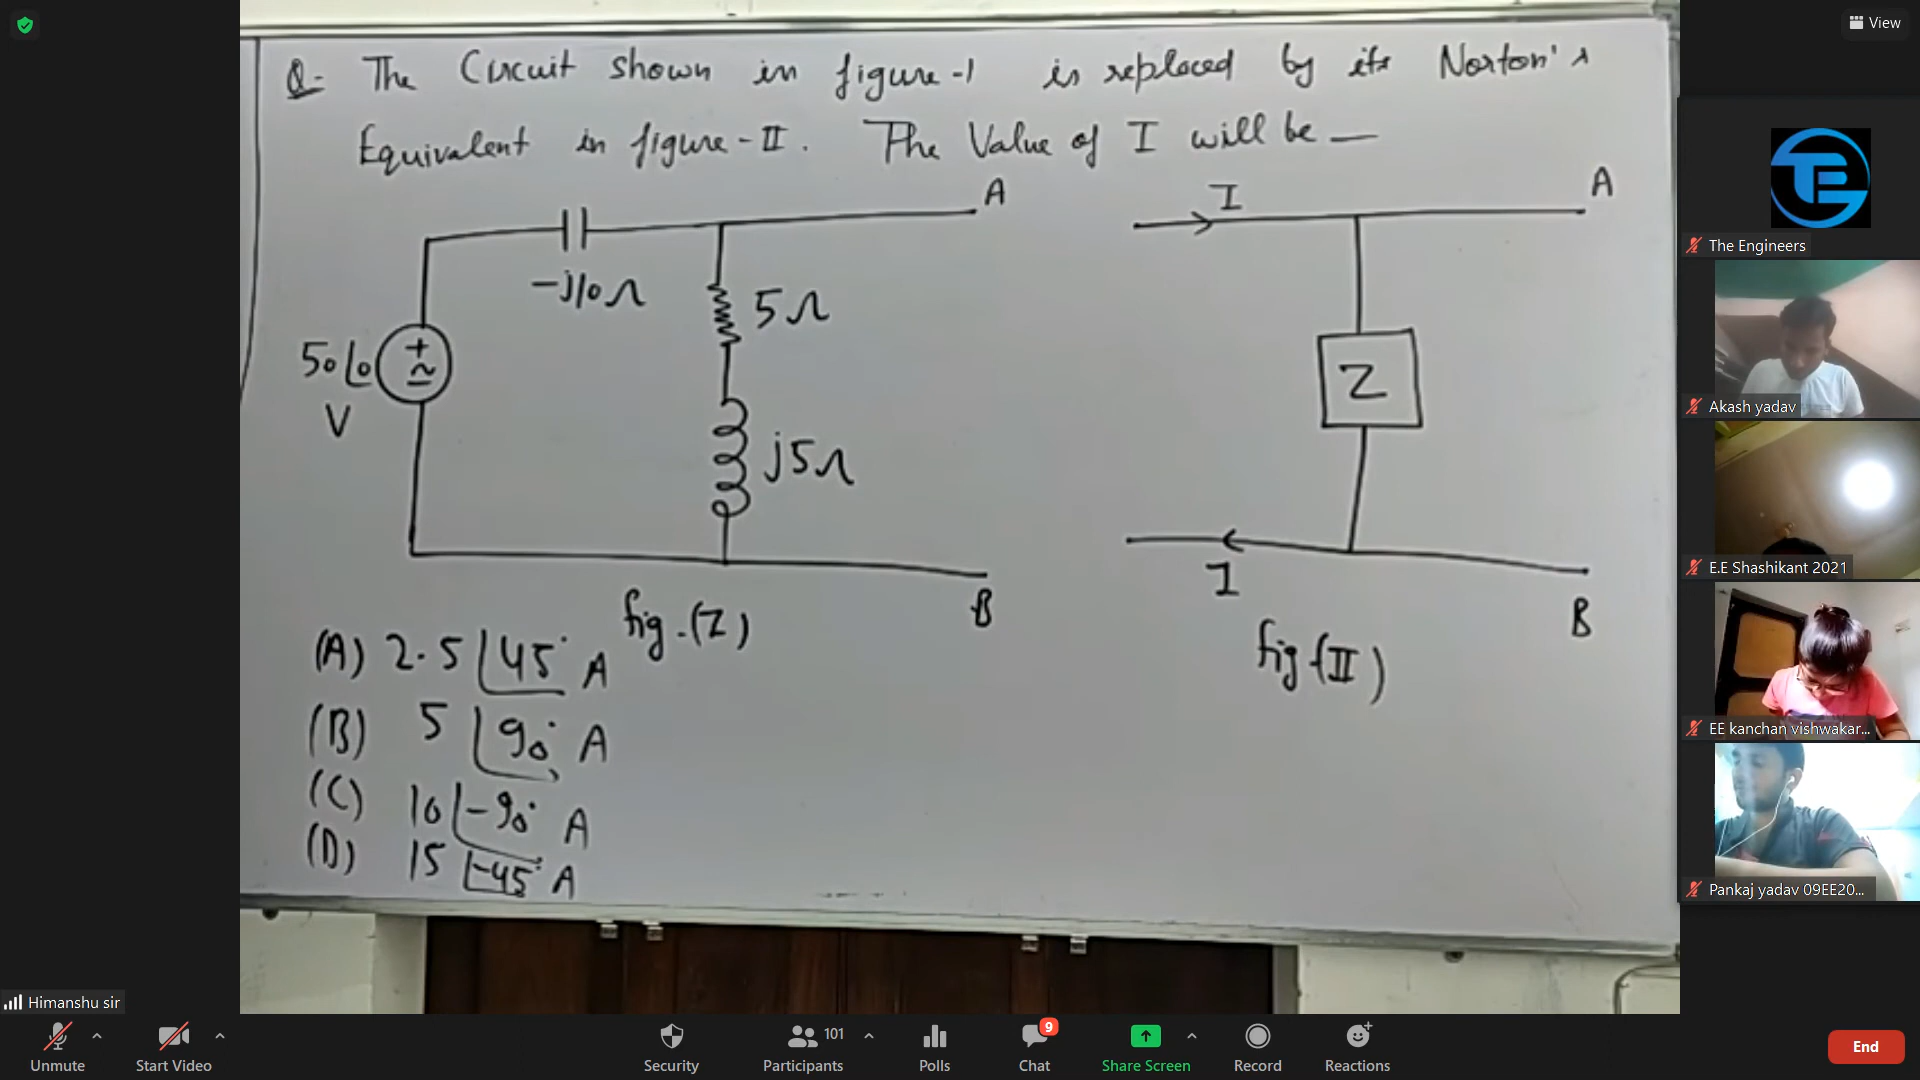 View
Q- The Circuit shown in figure-1 is replaced by its Norton's
Equivalent in figure-II. The Value of I will be —
A
I
A
-j10Ω
5Ω
50∠0
V
+
~
−
Z
j5Ω
I
B
B
fig.(I)
fig.(II)
(A) 2.5∠45° A
(B) 5∠90° A
(C) 10∠-90° A
(D) 15∠-45° A
TE
The Engineers
Akash yadav
E.E Shashikant 2021
EE kanchan vishwakar...
Pankaj yadav 09EE20...
Himanshu sir
Unmute
Start Video
Security
Participants
101
Polls
Chat
9
Share Screen
Record
Reactions
End